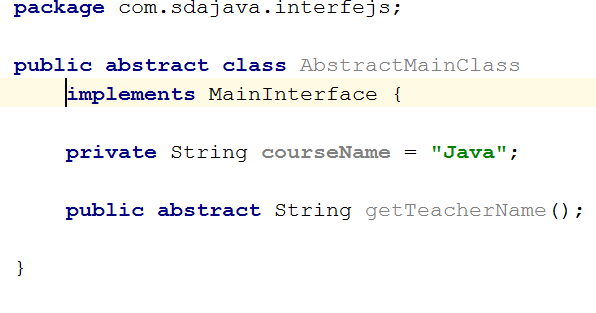 package com.sdajava.interfejs;
public abstract class AbstractMainClass
implements MainInterface {
private String courseName = "Java";
public abstract String getTeacherName();
}